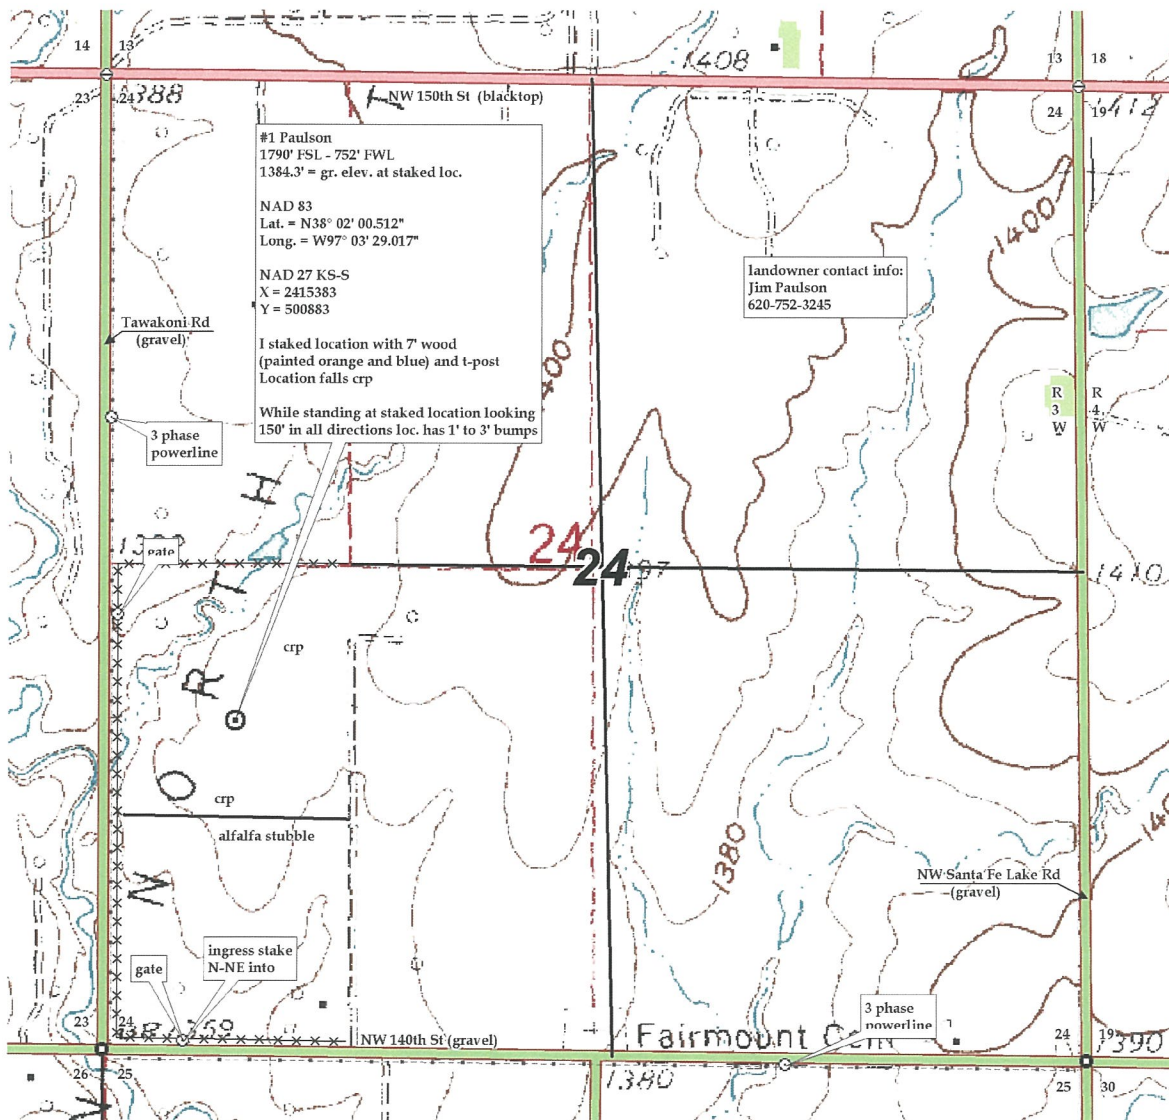 14
13
1408
13
18
23
24
1388
NW 150th St (blacktop)
24
19
1412
#1 Paulson
1790' FSL - 752' FWL
1384.3' = gr. elev. at staked loc.
NAD 83
Lat. = N38° 02' 00.512"
Long. = W97° 03' 29.017"
NAD 27 KS-S
X = 2415383
Y = 500883
I staked location with 7' wood
(painted orange and blue) and t-post
Location falls crp
While standing at staked location looking
150' in all directions loc. has 1' to 3' bumps
1400
landowner contact info:
Jim Paulson
620-752-3245
Tawakoni Rd
(gravel)
1400
R
3
W
R
4
W
3 phase
powerline
T
H
T
R
O
N
gate
24
24
97
1410
crp
crp
alfalfa stubble
1380
NW Santa Fe Lake Rd
(gravel)
ingress stake
N-NE into
gate
3 phase
powerline
23
24
1359
NW 140th St (gravel)
Fairmount Cem
24
19
1390
26
25
1380
25
30